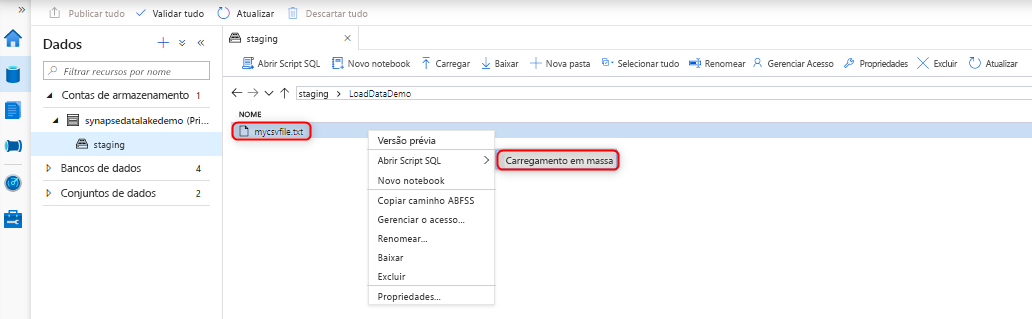 » Publicar tudo Validar tudo Atualizar Descartar tudo
Dados
staging
Filtrar recursos por nome
Abrir Script SQL Novo notebook Carregar Baixar Nova pasta Selecionar tudo Renomear Gerenciar Acesso Propriedades Excluir Atualizar
Contas de armazenamento 1
staging > LoadDataDemo
NOME
synapsedatalakedemo (Pri...
mycsvfile.txt
staging
Versão prévia
Abrir Script SQL > Carregamento em massa
Bancos de dados 4
Novo notebook
Conjuntos de dados 2
Copiar caminho ABFSS
Gerenciar o acesso...
Renomear...
Baixar
Excluir
Propriedades...